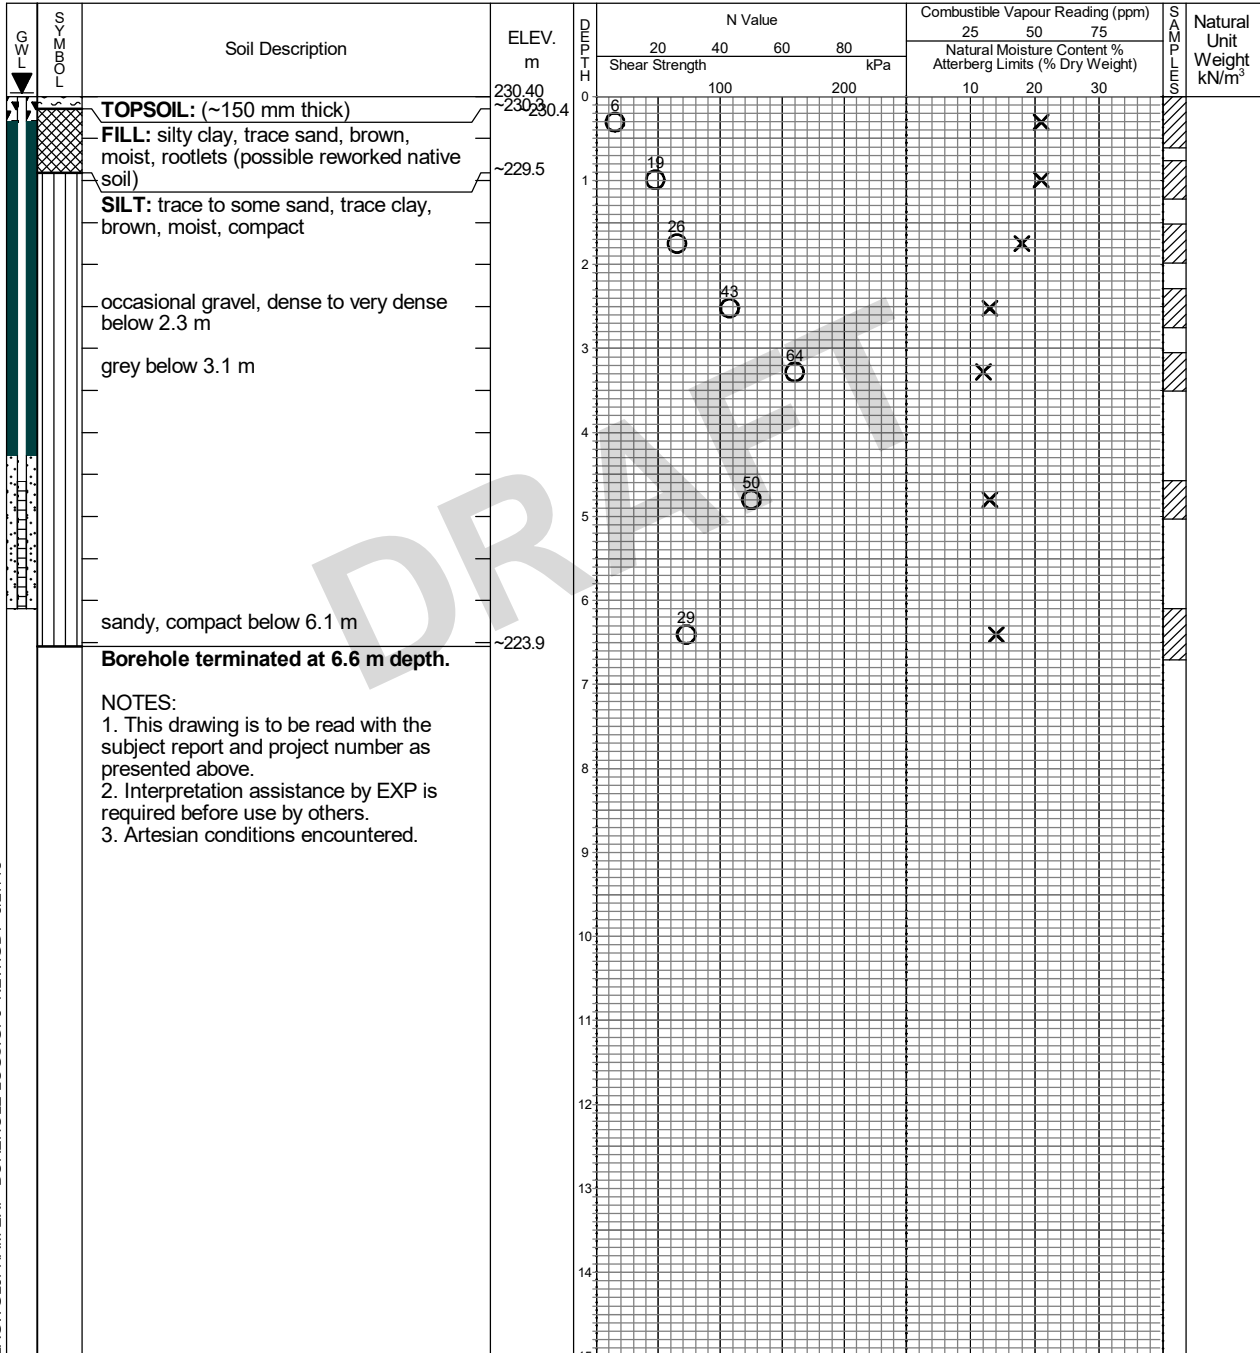 GWL
SYMBOL
Soil Description
ELEV.
m
DEPTH
N Value
20 40 60 80
Shear Strength kPa
100 200
Combustible Vapour Reading (ppm)
25 50 75
Natural Moisture Content %
Atterberg Limits (% Dry Weight)
10 20 30
SAMPLES
Natural
Unit
Weight
kN/m³
230.40
TOPSOIL: (~150 mm thick)
~230.3
~230.4
FILL: silty clay, trace sand, brown,
moist, rootlets (possible reworked native
soil)
~229.5
SILT: trace to some sand, trace clay,
brown, moist, compact
occasional gravel, dense to very dense
below 2.3 m
grey below 3.1 m
sandy, compact below 6.1 m
~223.9
Borehole terminated at 6.6 m depth.
NOTES:
1. This drawing is to be read with the
subject report and project number as
presented above.
2. Interpretation assistance by EXP is
required before use by others.
3. Artesian conditions encountered.
0
1
2
3
4
5
6
7
8
9
10
11
12
13
14
6
19
26
43
64
50
29
DRAFT